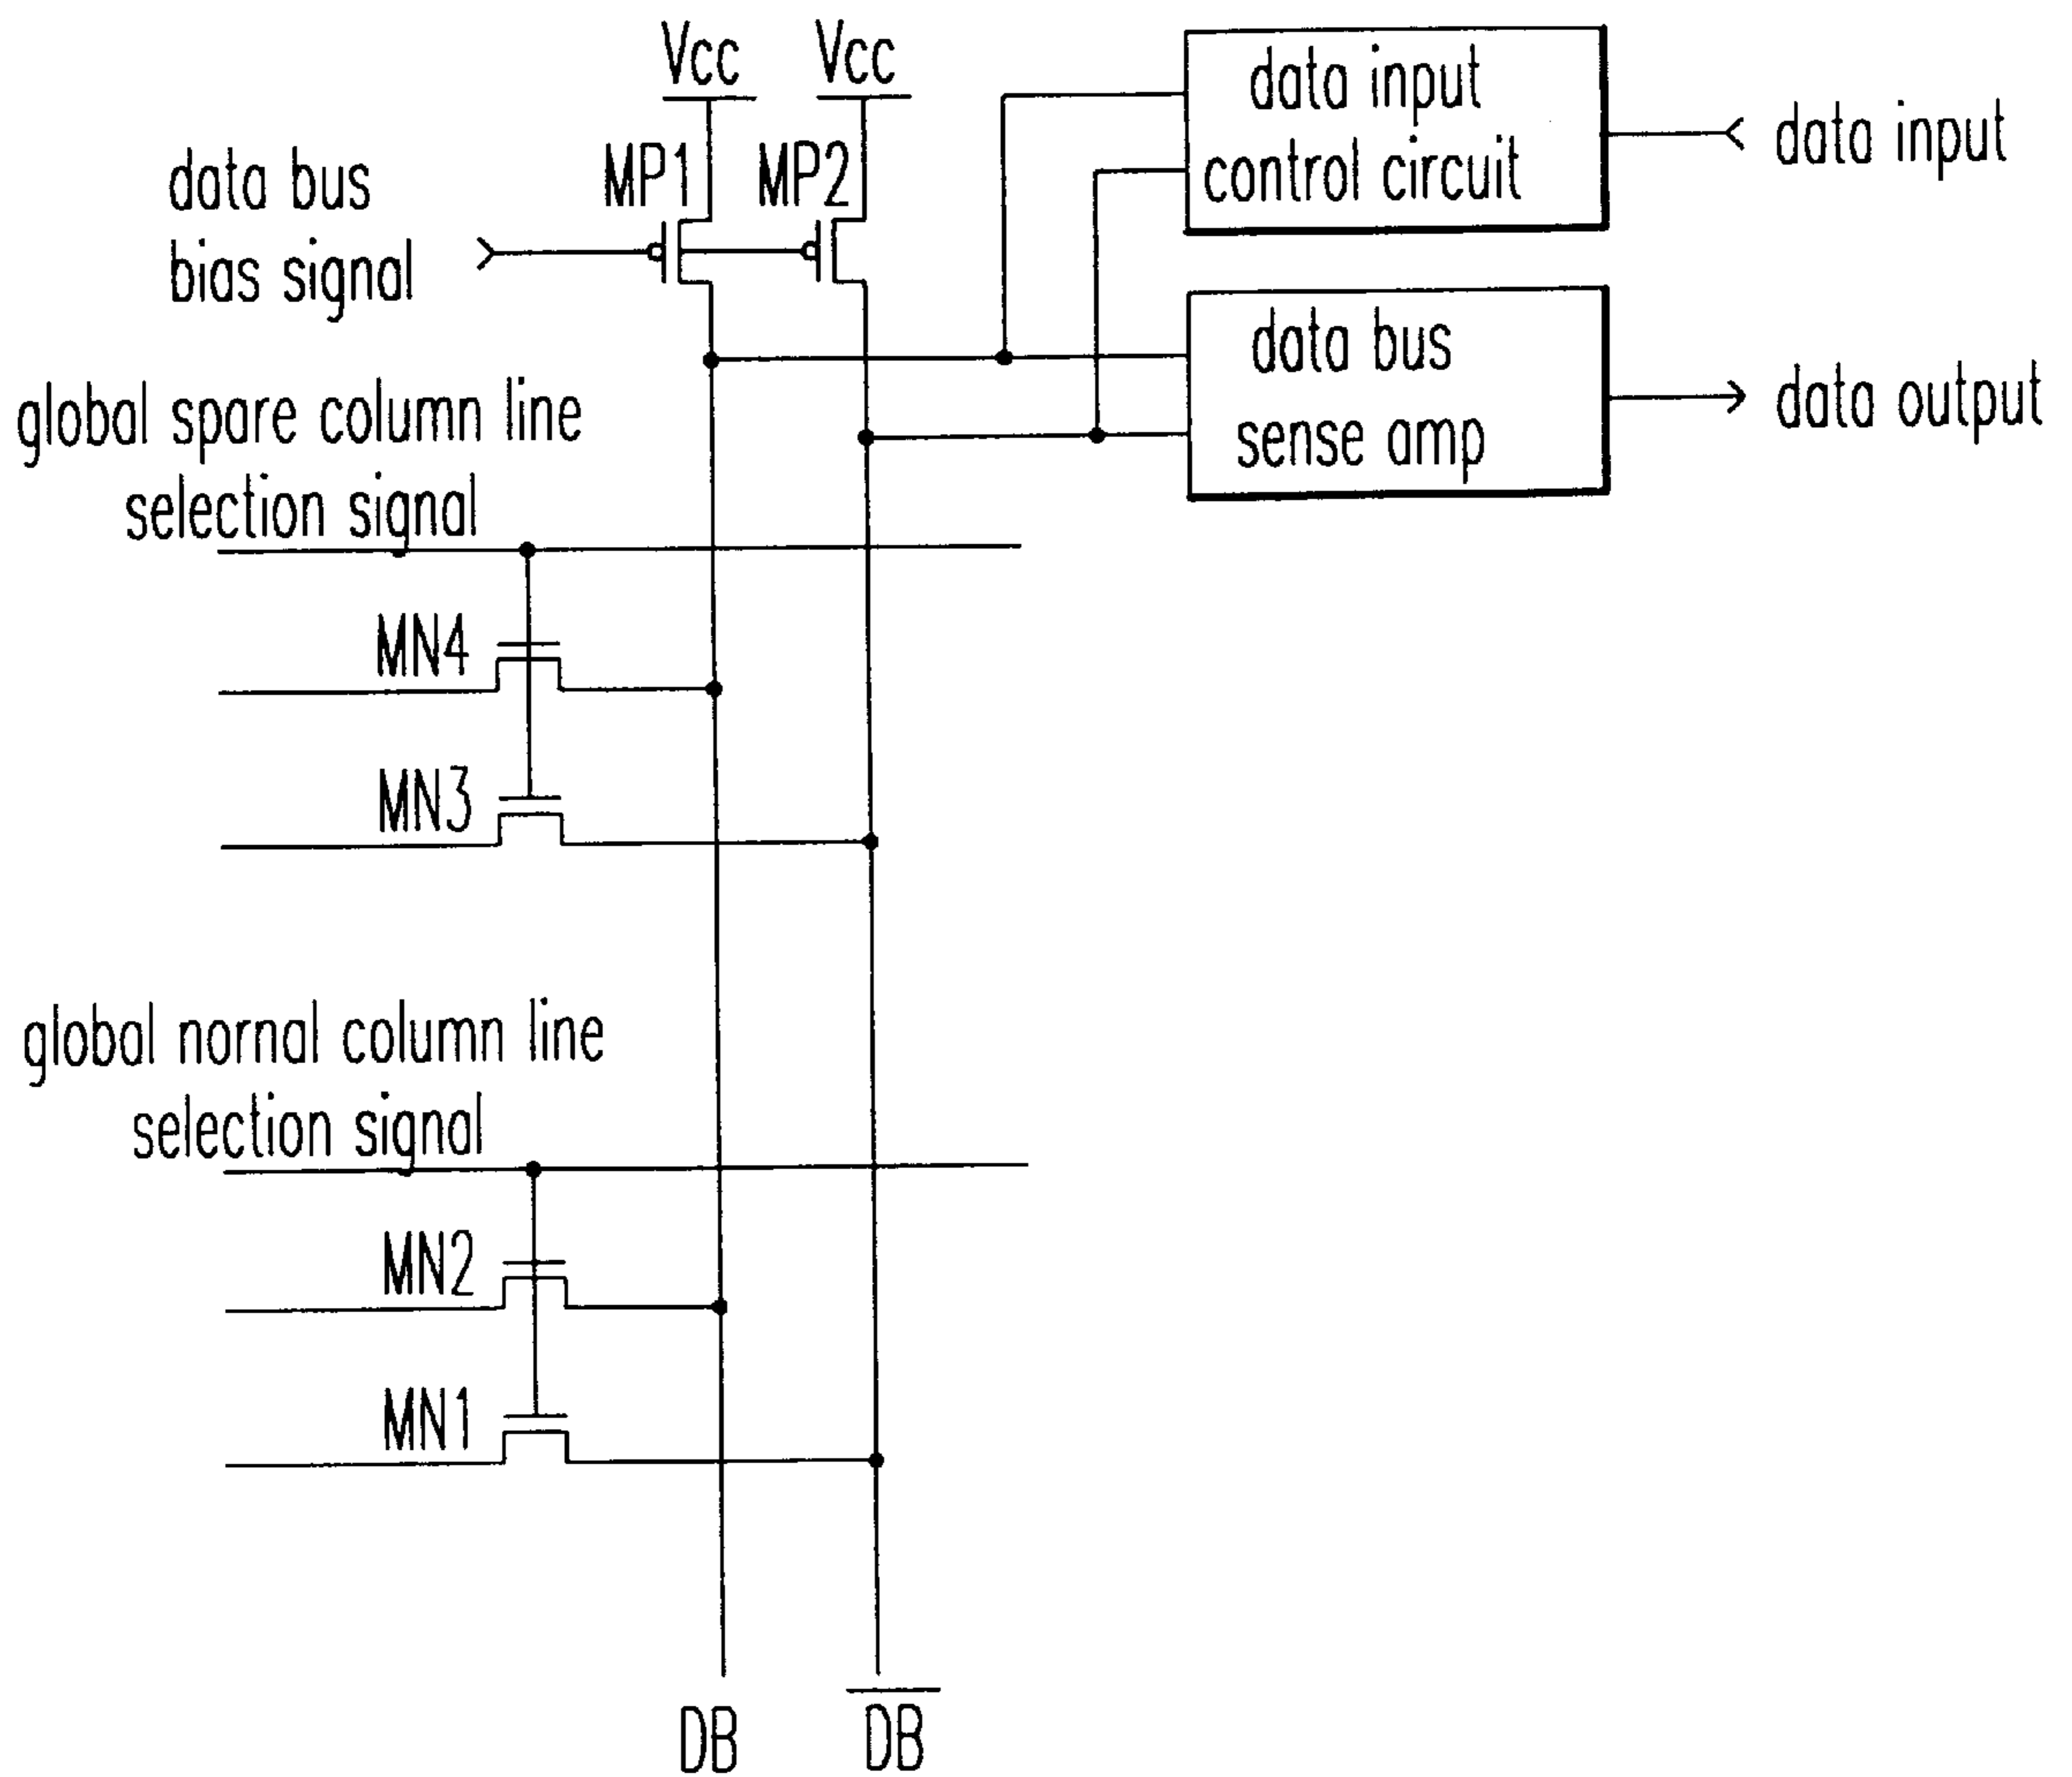 Vcc Vcc
data input
control circuit
data input
MP1 MP2
data bus
bias signal
data bus
sense amp
data output
global spare column line
selection signal
MN4
MN3
global nornal column line
selection signal
MN2
MN1
DB D̅B̅